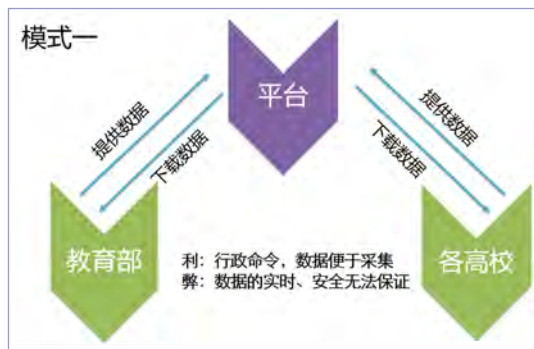 模式一
平台
提供数据
下载数据
提供数据
下载数据
教育部
各高校
利：行政命令，数据便于采集
弊：数据的实时、安全无法保证